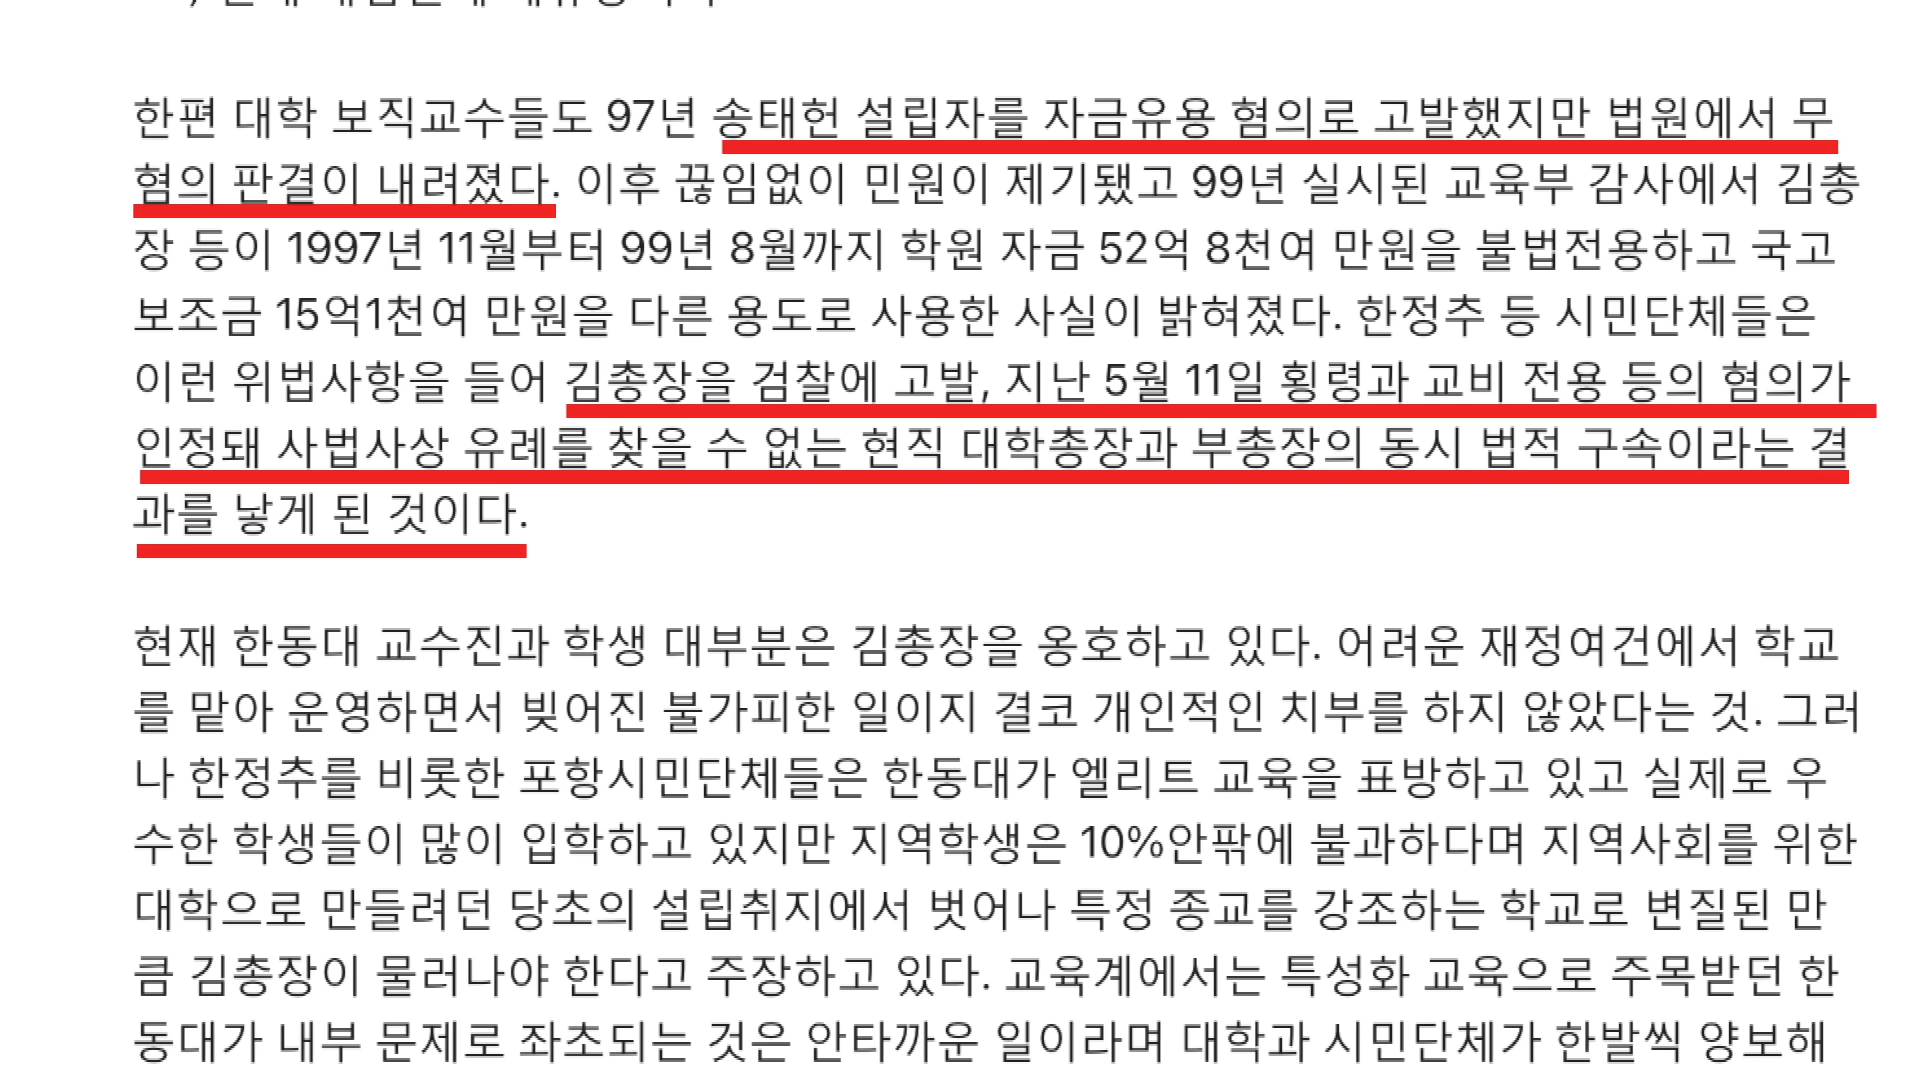 한편 대학 보직교수들도 97년 송태헌 설립자를 자금유용 혐의로 고발했지만 법원에서 무
혐의 판결이 내려졌다. 이후 끊임없이 민원이 제기됐고 99년 실시된 교육부 감사에서 김총
장 등이 1997년 11월부터 99년 8월까지 학원 자금 52억 8천여 만원을 불법전용하고 국고
보조금 15억1천여 만원을 다른 용도로 사용한 사실이 밝혀졌다. 한정추 등 시민단체들은
이런 위법사항을 들어 김총장을 검찰에 고발, 지난 5월 11일 횡령과 교비 전용 등의 혐의가
인정돼 사법사상 유례를 찾을 수 없는 현직 대학총장과 부총장의 동시 법적 구속이라는 결
과를 낳게 된 것이다.
현재 한동대 교수진과 학생 대부분은 김총장을 옹호하고 있다. 어려운 재정여건에서 학교
를 맡아 운영하면서 빚어진 불가피한 일이지 결코 개인적인 치부를 하지 않았다는 것. 그러
나 한정추를 비롯한 포항시민단체들은 한동대가 엘리트 교육을 표방하고 있고 실제로 우
수한 학생들이 많이 입학하고 있지만 지역학생은 10%안팎에 불과하다며 지역사회를 위한
대학으로 만들려던 당초의 설립취지에서 벗어나 특정 종교를 강조하는 학교로 변질된 만
큼 김총장이 물러나야 한다고 주장하고 있다. 교육계에서는 특성화 교육으로 주목받던 한
동대가 내부 문제로 좌초되는 것은 안타까운 일이라며 대학과 시민단체가 한발씩 양보해